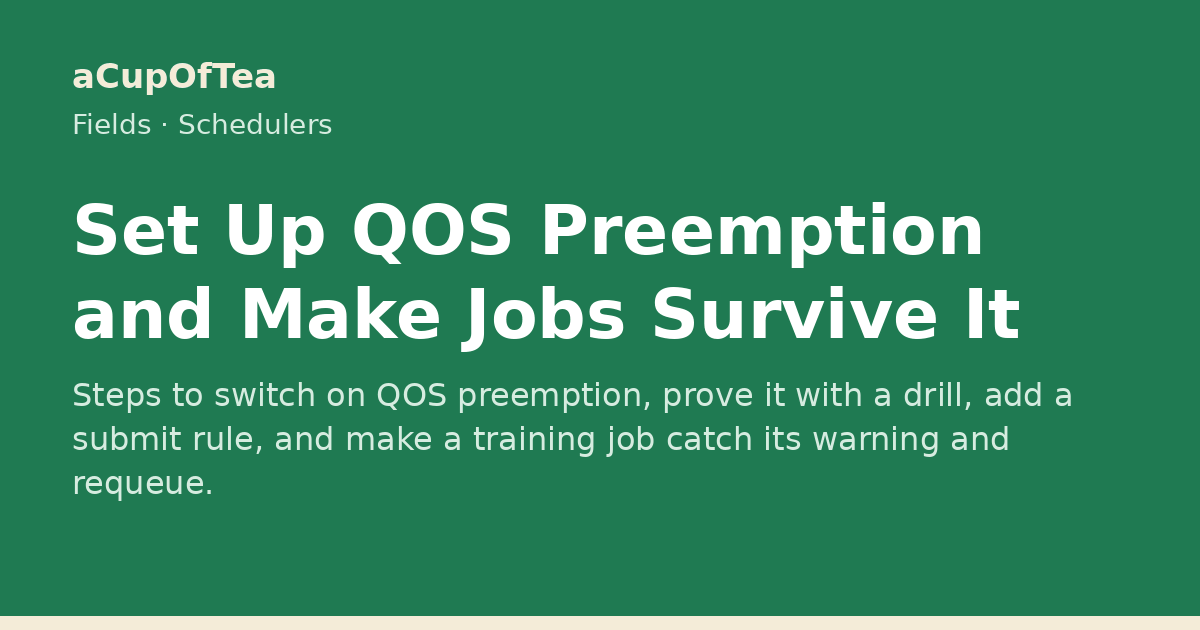 aCupOfTea
Fields · Schedulers
Set Up QOS Preemption
and Make Jobs Survive It
Steps to switch on QOS preemption, prove it with a drill, add a
submit rule, and make a training job catch its warning and
requeue.